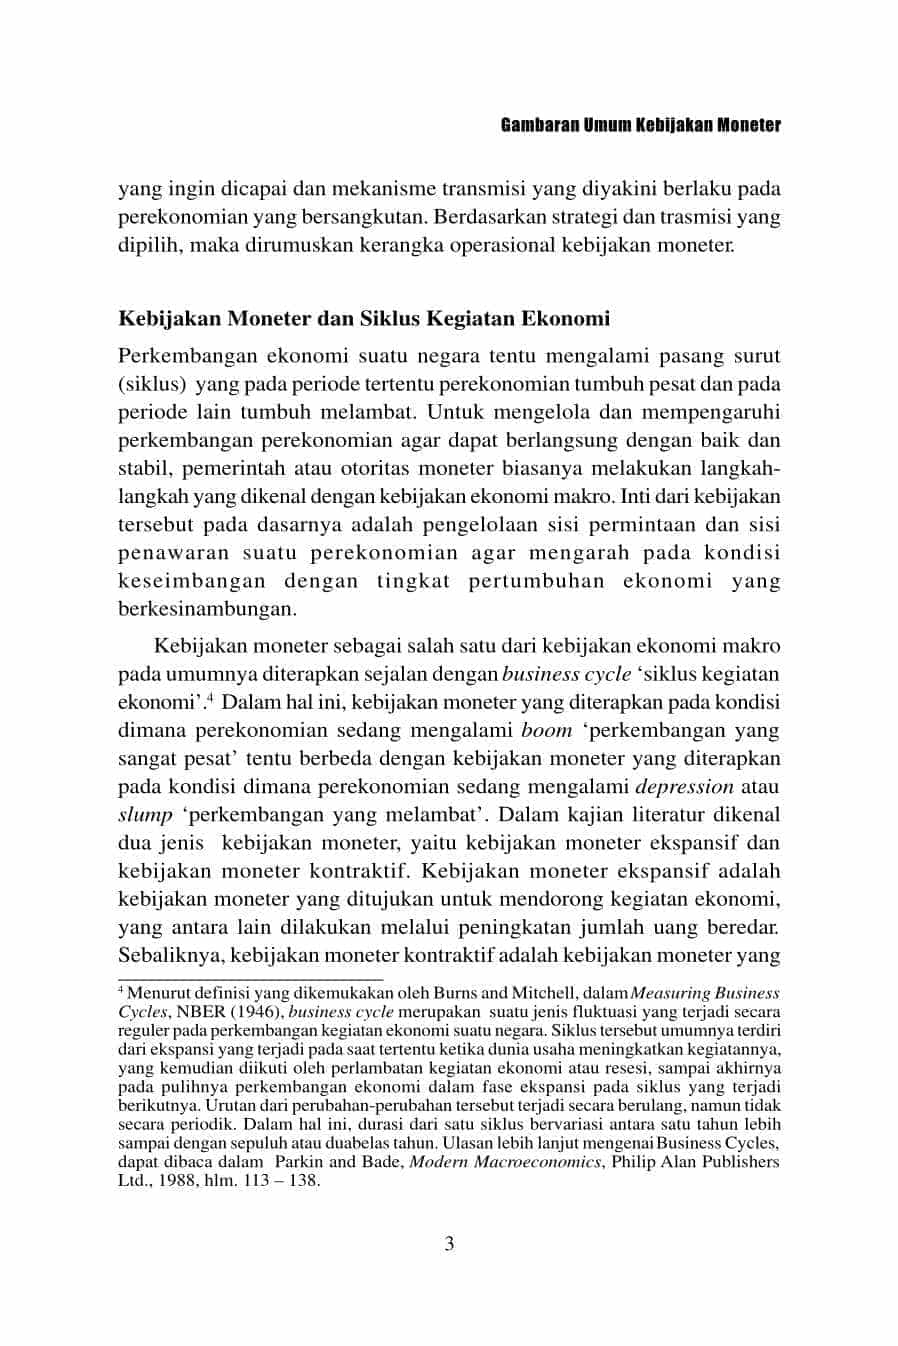 Gambaran Umum Kebijakan Moneter
yang ingin dicapai dan mekanisme transmisi yang diyakini berlaku pada
perekonomian yang bersangkutan. Berdasarkan strategi dan trasmisi yang
dipilih, maka dirumuskan kerangka operasional kebijakan moneter.
Kebijakan Moneter dan Siklus Kegiatan Ekonomi
Perkembangan ekonomi suatu negara tentu mengalami pasang surut
(siklus) yang pada periode tertentu perekonomian tumbuh pesat dan pada
periode lain tumbuh melambat. Untuk mengelola dan mempengaruhi
perkembangan perekonomian agar dapat berlangsung dengan baik dan
stabil, pemerintah atau otoritas moneter biasanya melakukan langkah-
langkah yang dikenal dengan kebijakan ekonomi makro. Inti dari kebijakan
tersebut pada dasarnya adalah pengelolaan sisi permintaan dan sisi
penawaran suatu perekonomian agar mengarah pada kondisi
keseimbangan dengan tingkat pertumbuhan ekonomi yang
berkesinambungan.
Kebijakan moneter sebagai salah satu dari kebijakan ekonomi makro
pada umumnya diterapkan sejalan dengan business cycle ‘siklus kegiatan
ekonomi’.⁴ Dalam hal ini, kebijakan moneter yang diterapkan pada kondisi
dimana perekonomian sedang mengalami boom ‘perkembangan yang
sangat pesat’ tentu berbeda dengan kebijakan moneter yang diterapkan
pada kondisi dimana perekonomian sedang mengalami depression atau
slump ‘perkembangan yang melambat’. Dalam kajian literatur dikenal
dua jenis kebijakan moneter, yaitu kebijakan moneter ekspansif dan
kebijakan moneter kontraktif. Kebijakan moneter ekspansif adalah
kebijakan moneter yang ditujukan untuk mendorong kegiatan ekonomi,
yang antara lain dilakukan melalui peningkatan jumlah uang beredar.
Sebaliknya, kebijakan moneter kontraktif adalah kebijakan moneter yang
⁴ Menurut definisi yang dikemukakan oleh Burns and Mitchell, dalam Measuring Business
Cycles, NBER (1946), business cycle merupakan suatu jenis fluktuasi yang terjadi secara
reguler pada perkembangan kegiatan ekonomi suatu negara. Siklus tersebut umumnya terdiri
dari ekspansi yang terjadi pada saat tertentu ketika dunia usaha meningkatkan kegiatannya,
yang kemudian diikuti oleh perlambatan kegiatan ekonomi atau resesi, sampai akhirnya
pada pulihnya perkembangan ekonomi dalam fase ekspansi pada siklus yang terjadi
berikutnya. Urutan dari perubahan-perubahan tersebut terjadi secara berulang, namun tidak
secara periodik. Dalam hal ini, durasi dari satu siklus bervariasi antara satu tahun lebih
sampai dengan sepuluh atau duabelas tahun. Ulasan lebih lanjut mengenai Business Cycles,
dapat dibaca dalam Parkin and Bade, Modern Macroeconomics, Philip Alan Publishers
Ltd., 1988, hlm. 113 – 138.
3